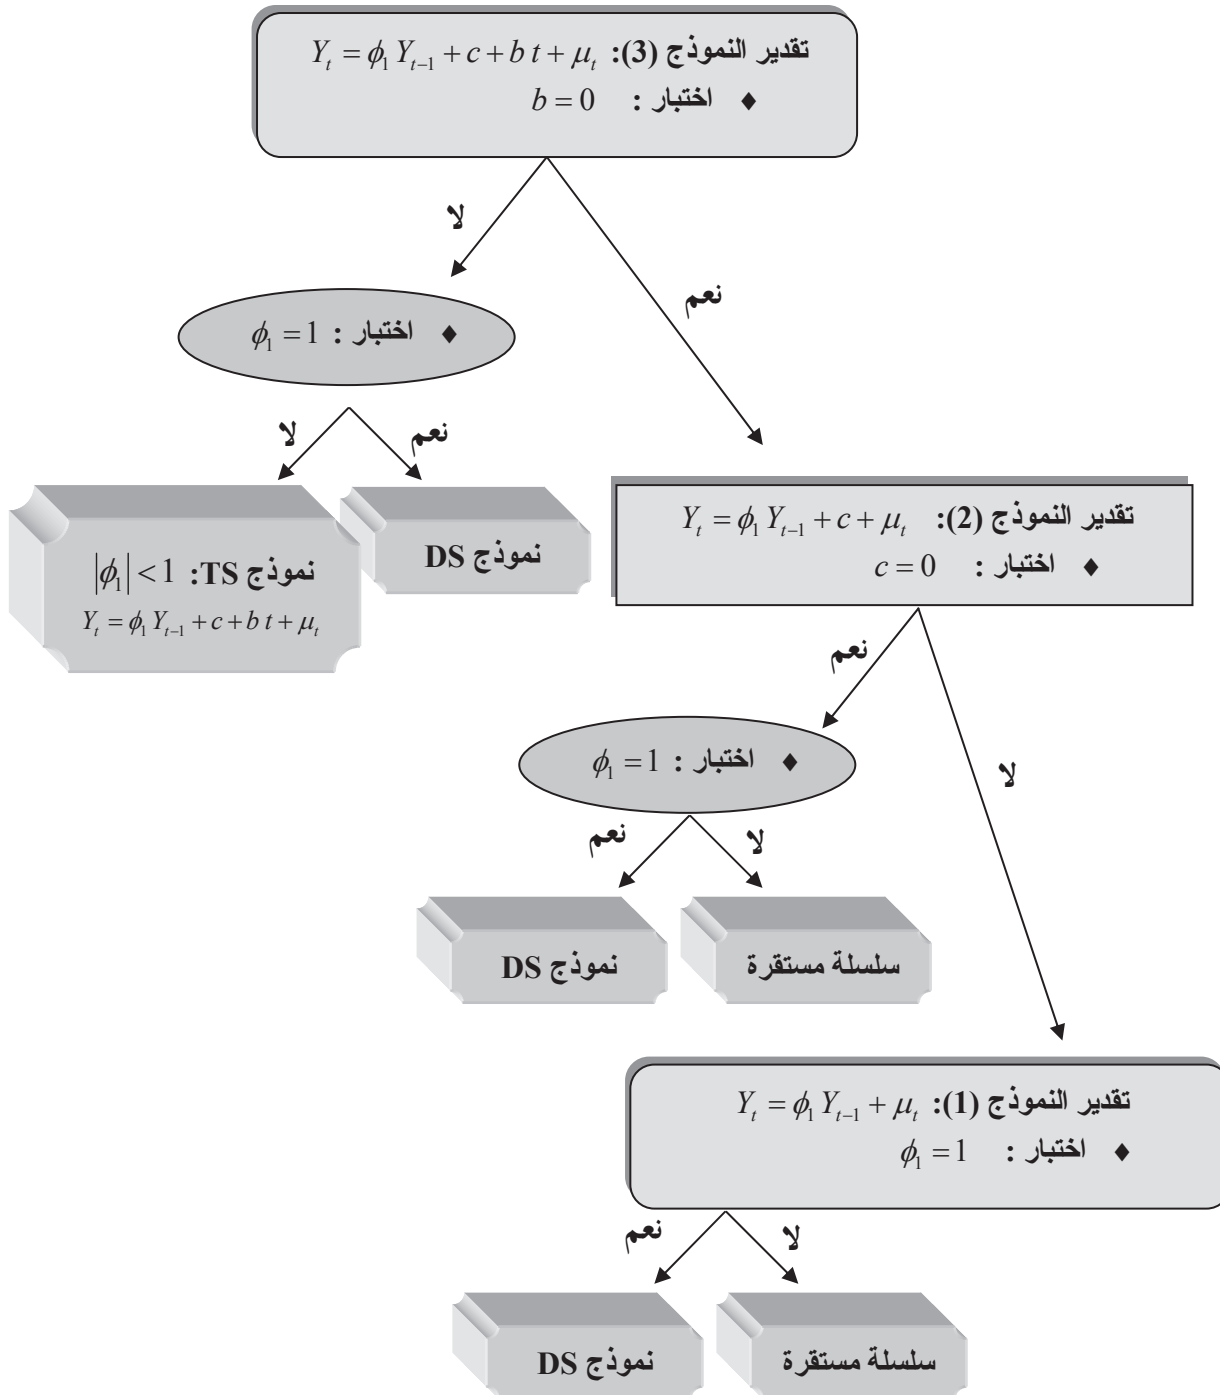 تقدير النموذج (3): Y_t = ϕ_1 Y_{t-1} + c + b t + μ_t
♦ اختبار : b = 0
لا
نعم
♦ اختبار : ϕ_1 = 1
لا
نعم
نموذج TS: |ϕ_1| < 1
Y_t = ϕ_1 Y_{t-1} + c + b t + μ_t
نموذج DS
تقدير النموذج (2): Y_t = ϕ_1 Y_{t-1} + c + μ_t
♦ اختبار : c = 0
نعم
لا
♦ اختبار : ϕ_1 = 1
نعم
لا
نموذج DS
سلسلة مستقرة
تقدير النموذج (1): Y_t = ϕ_1 Y_{t-1} + μ_t
♦ اختبار : ϕ_1 = 1
نعم
لا
نموذج DS
سلسلة مستقرة